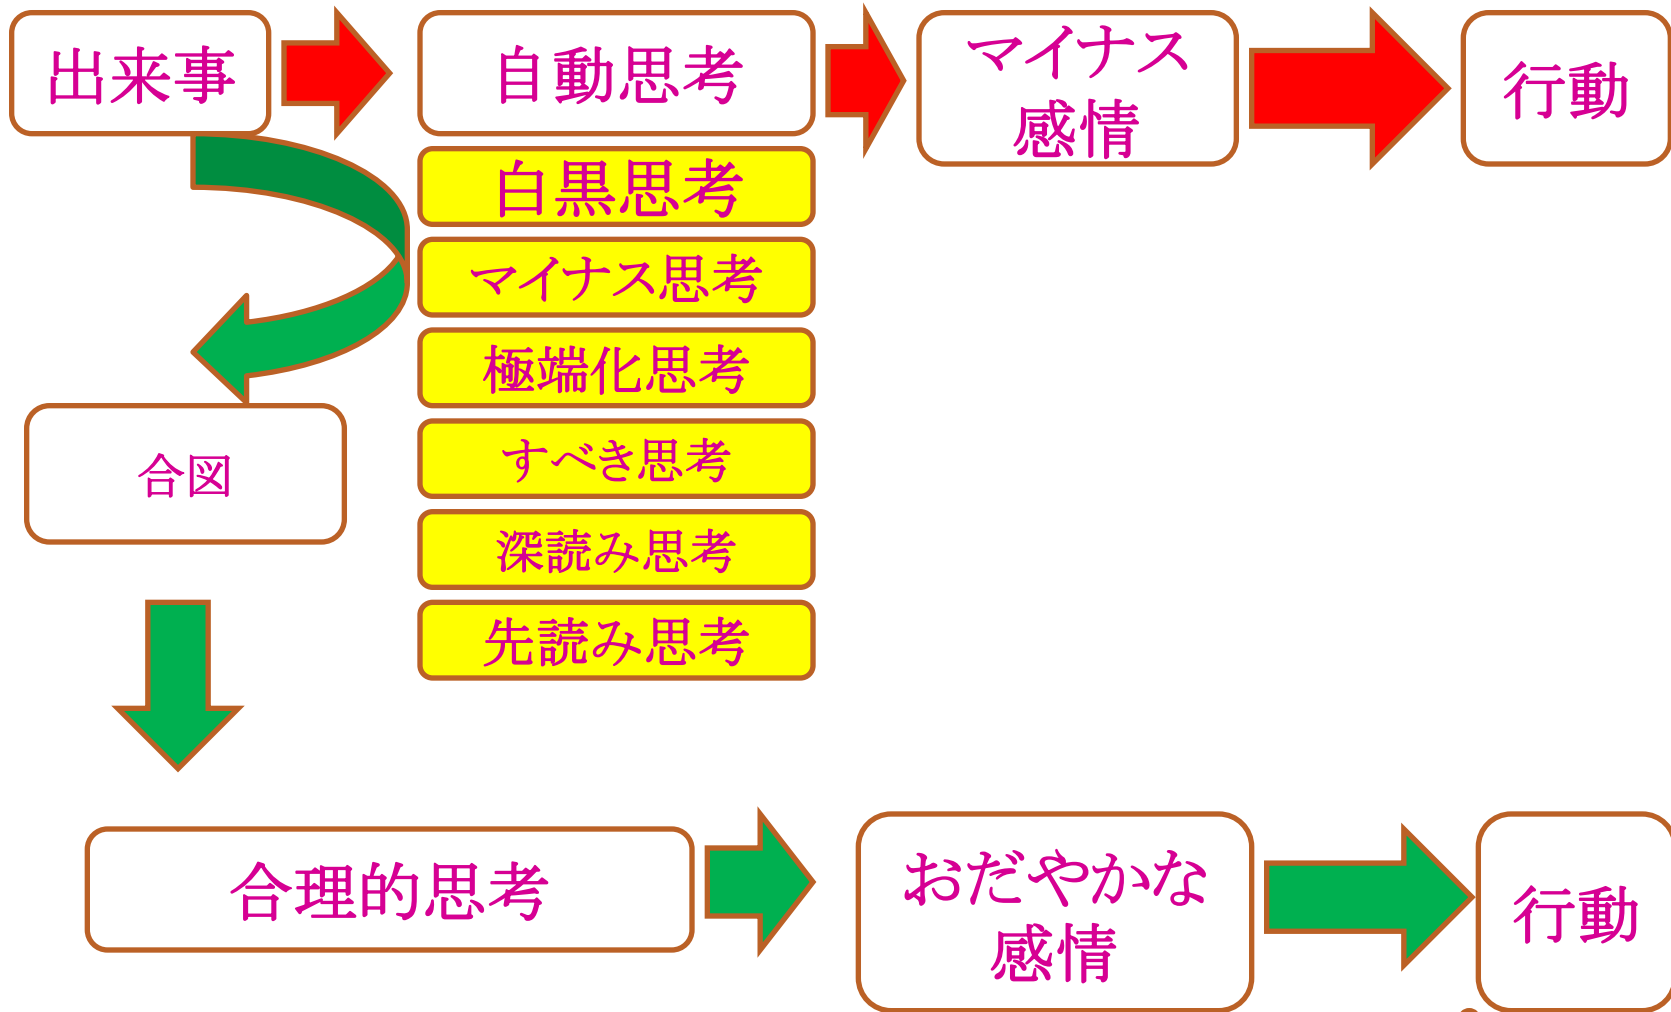 出来事
自動思考
マイナス
感情
行動
白黒思考
マイナス思考
極端化思考
すべき思考
深読み思考
先読み思考
合図
合理的思考
おだやかな
感情
行動